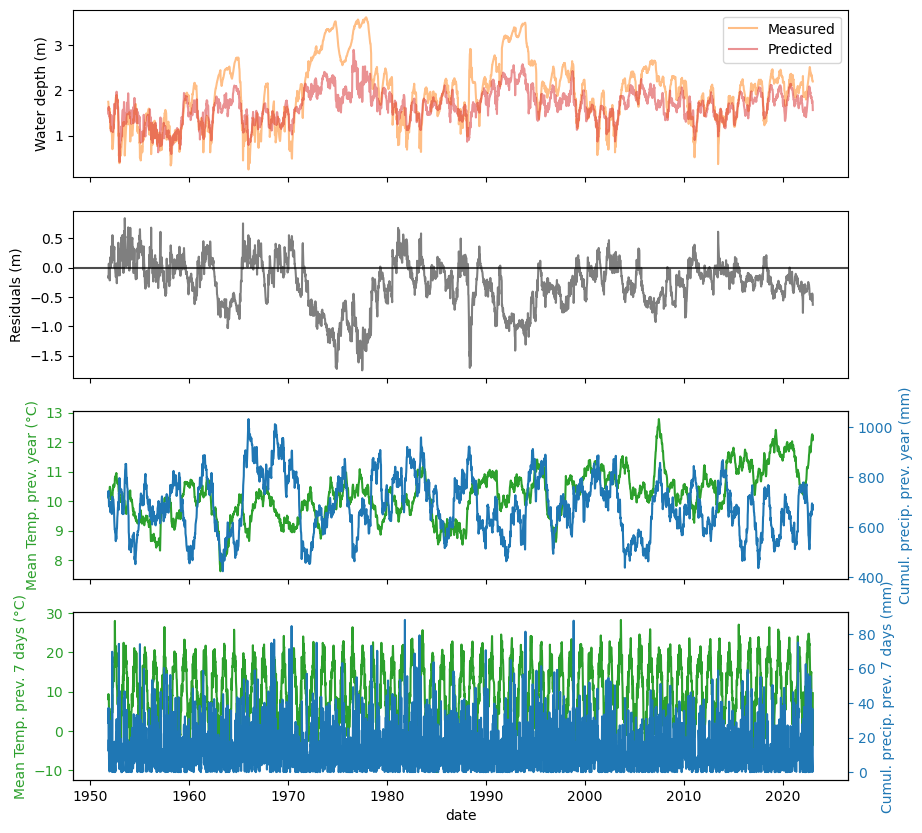 Water depth (m)
3
2
1
Measured
Predicted
Residuals (m)
0.5
0.0
−0.5
−1.0
−1.5
Mean Temp. prev. year (°C)
13
12
11
10
9
8
1000
800
600
400
Cumul. precip. prev. year (mm)
Mean Temp. prev. 7 days (°C)
30
20
10
0
−10
80
60
40
20
0
Cumul. precip. prev. 7 days (mm)
1950 1960 1970 1980 1990 2000 2010 2020
date